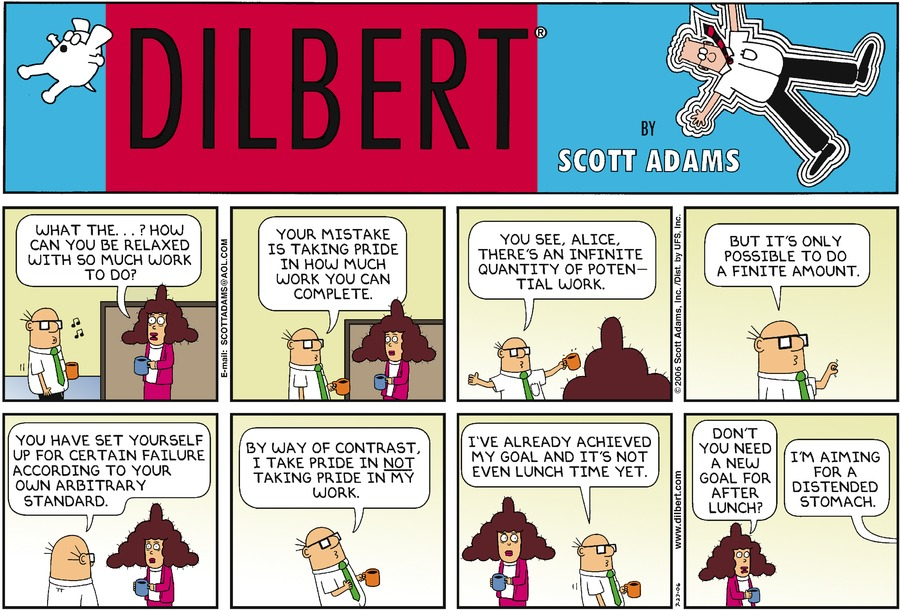 DILBERT®
BY
SCOTT ADAMS
WHAT THE. . . ? HOW
CAN YOU BE RELAXED
WITH SO MUCH WORK
TO DO?
E-mail: SCOTTADAMS@AOL.COM
YOUR MISTAKE
IS TAKING PRIDE
IN HOW MUCH
WORK YOU CAN
COMPLETE.
YOU SEE, ALICE,
THERE'S AN INFINITE
QUANTITY OF POTEN-
TIAL WORK.
© 2006 Scott Adams, Inc. /Dist. by UFS, Inc.
BUT IT'S ONLY
POSSIBLE TO DO
A FINITE AMOUNT.
YOU HAVE SET YOURSELF
UP FOR CERTAIN FAILURE
ACCORDING TO YOUR
OWN ARBITRARY
STANDARD.
BY WAY OF CONTRAST,
I TAKE PRIDE IN NOT
TAKING PRIDE IN MY
WORK.
I'VE ALREADY ACHIEVED
MY GOAL AND IT'S NOT
EVEN LUNCH TIME YET.
www.dilbert.com
7-23-06
DON'T
YOU NEED
A NEW
GOAL FOR
AFTER
LUNCH?
I'M AIMING
FOR A
DISTENDED
STOMACH.